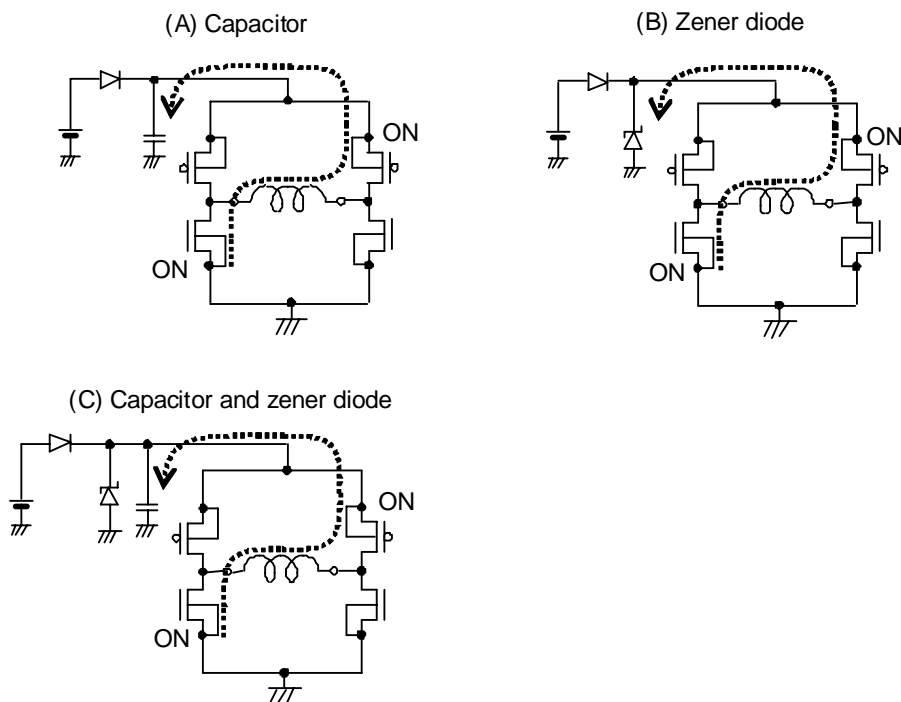 (A) Capacitor
(B) Zener diode
ON
ON
ON
ON
(C) Capacitor and zener diode
ON
ON